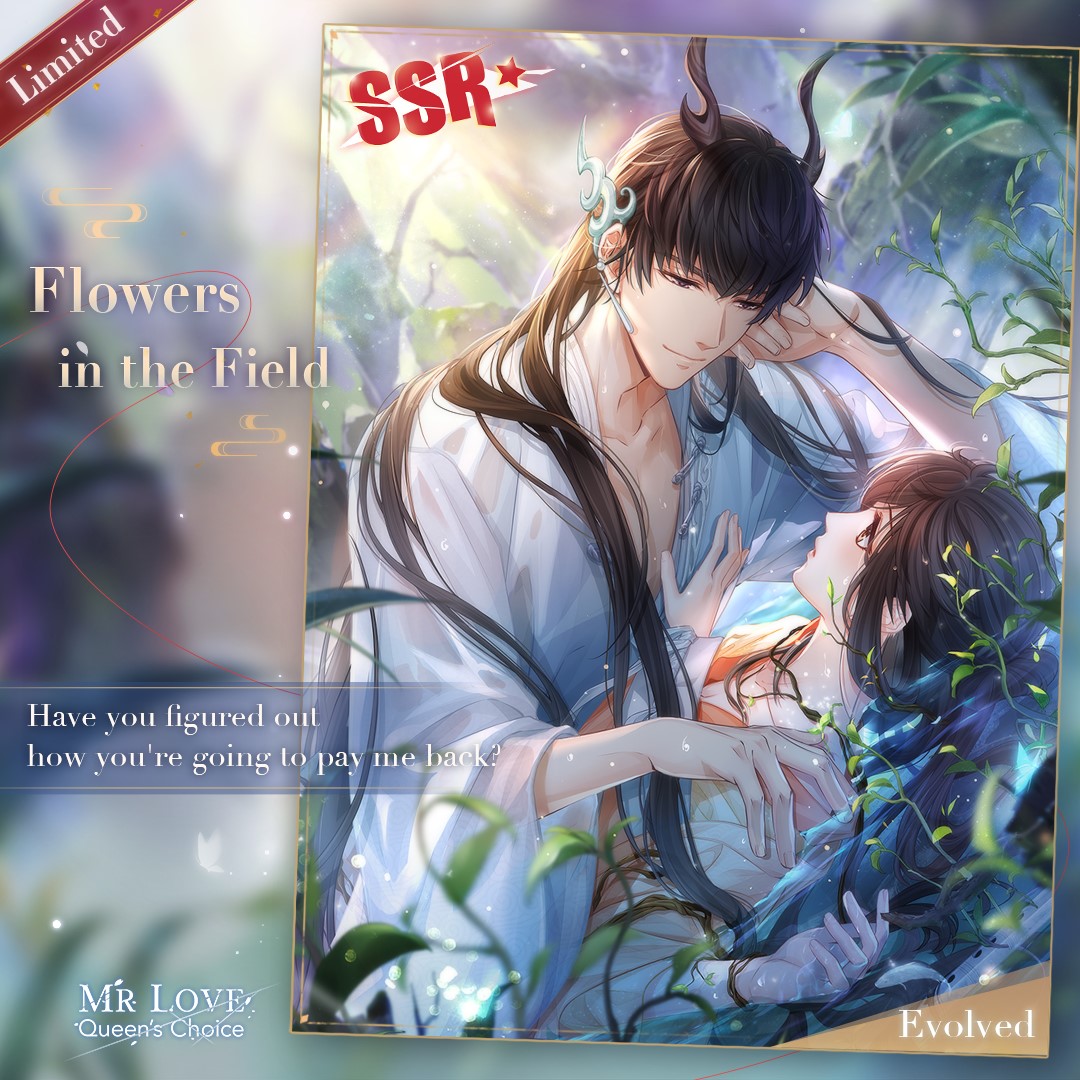 Limited
SSR
Flowers
in the Field
Have you figured out
how you're going to pay me back?
MR LOVE
Queen's Choice
Evolved